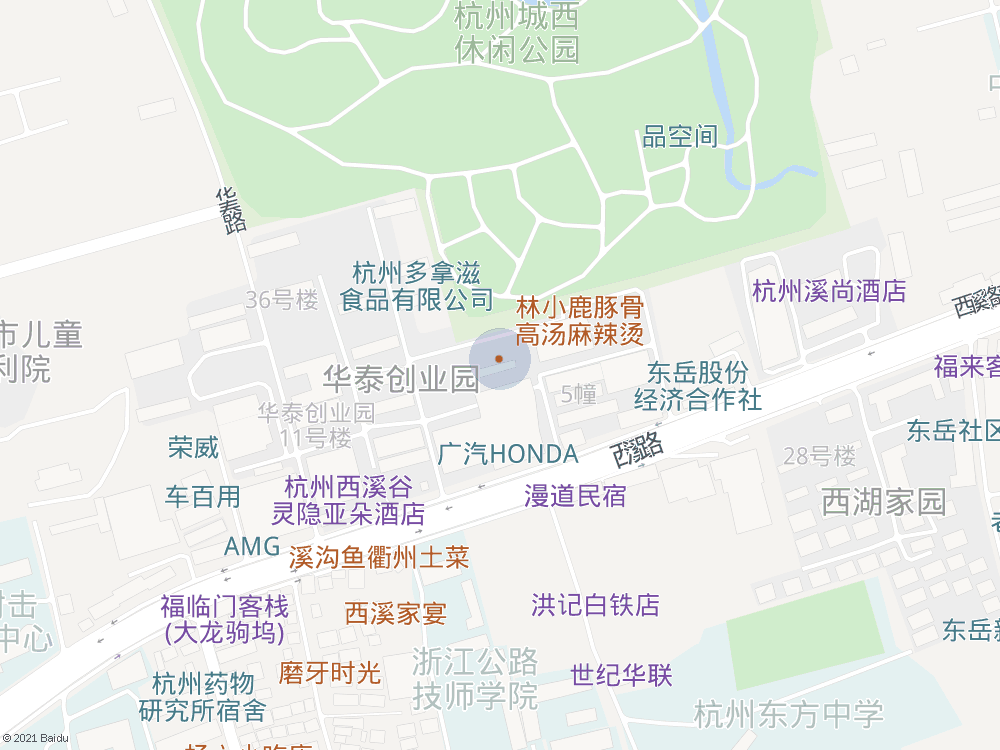 杭州城西
休闲公园
品空间
华泰路
杭州多拿滋
食品有限公司
36号楼
杭州溪尚酒店
林小鹿豚骨
高汤麻辣烫
市儿童
利院
福来客
华泰创业园
东岳股份
经济合作社
5幢
华泰创业园
11号楼
东岳社区
荣威
广汽HONDA
西溪路
28号楼
杭州西溪谷
灵隐亚朵酒店
车百用
漫道民宿
西湖家园
AMG
溪沟鱼衢州土菜
福临门客栈
(大龙驹坞)
西溪家宴
洪记白铁店
射击
中心
东岳新
浙江公路
技师学院
磨牙时光
世纪华联
杭州药物
研究所宿舍
杭州东方中学
© 2021 Baidu